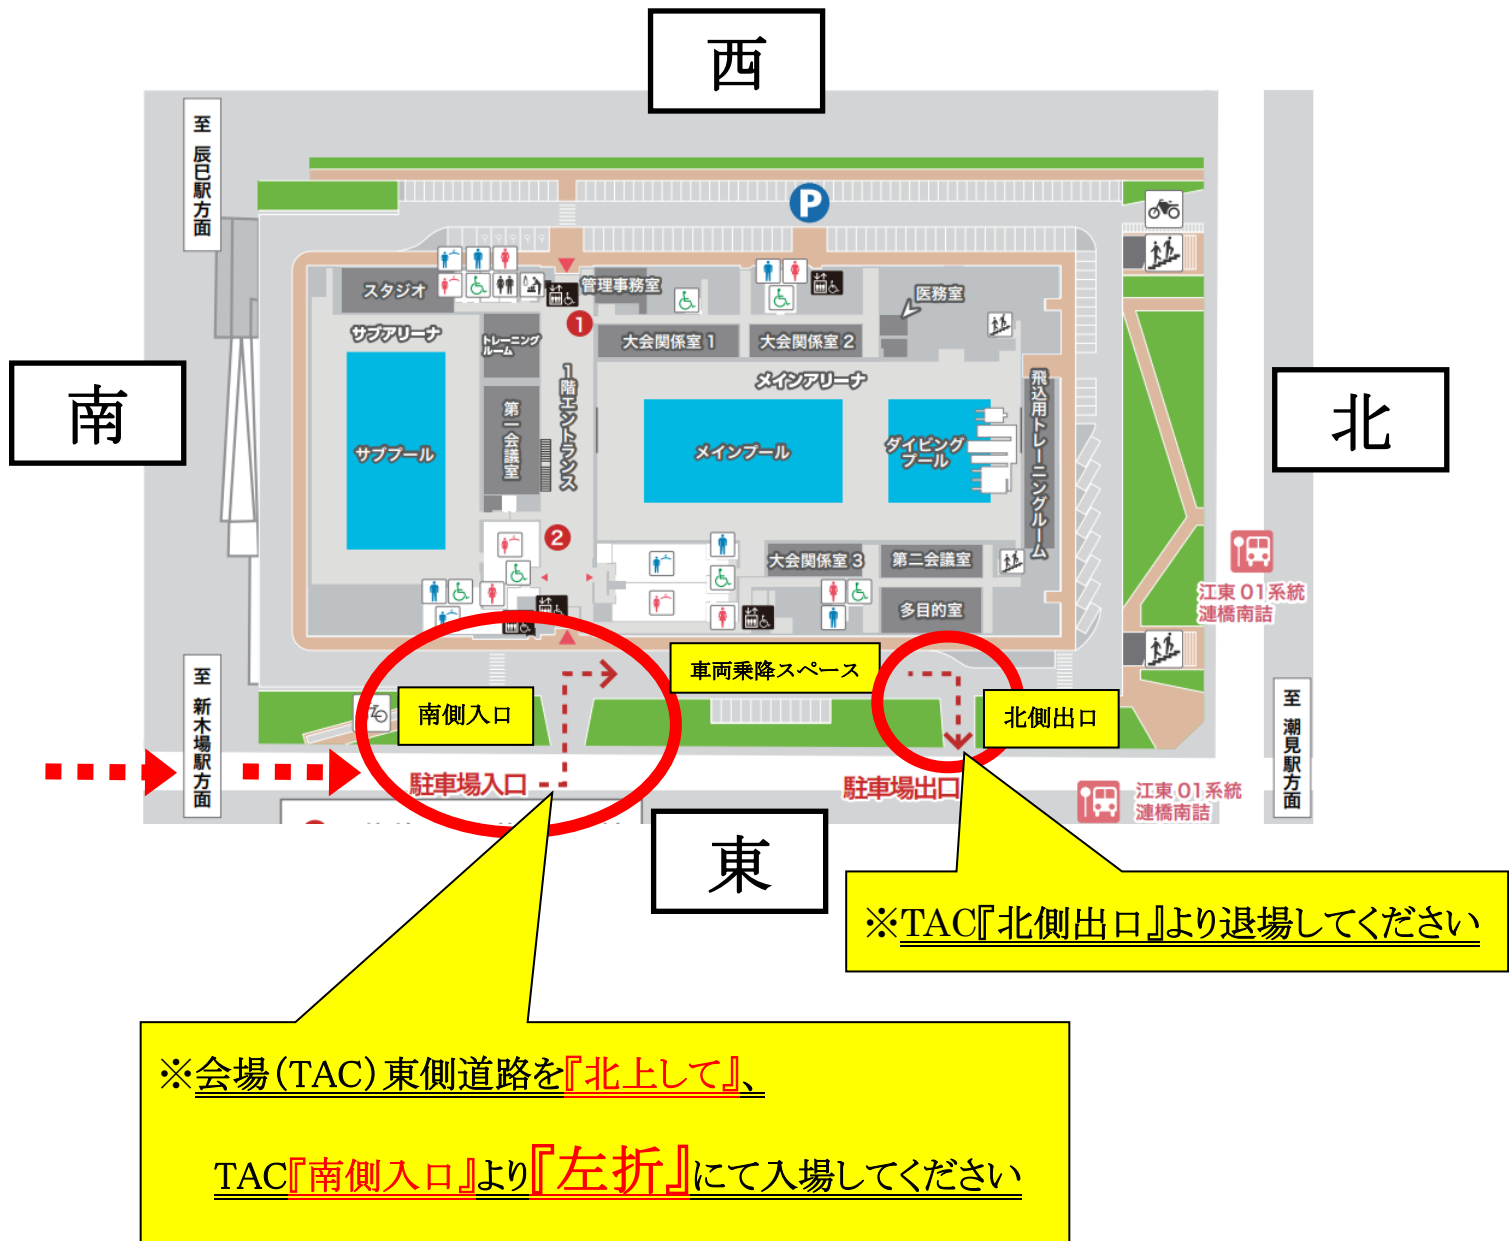 西
至 辰巳駅方面
P
スタジオ
管理事務室
医務室
サブアリーナ
トレーニング
ルーム
1
大会関係室 1
大会関係室 2
メインアリーナ
1階エントランス
飛込用トレーニングルーム
南
北
第一会議室
サブプール
メインプール
ダイビング
プール
2
大会関係室 3
第二会議室
多目的室
江東 01 系統
漣橋南詰
車両乗降スペース
至 新木場駅方面
南側入口
北側出口
至 潮見駅方面
駐車場入口
駐車場出口
江東 01 系統
漣橋南詰
東
※TAC『北側出口』より退場してください
※会場(TAC)東側道路を『北上して』、
TAC『南側入口』より『左折』にて入場してください